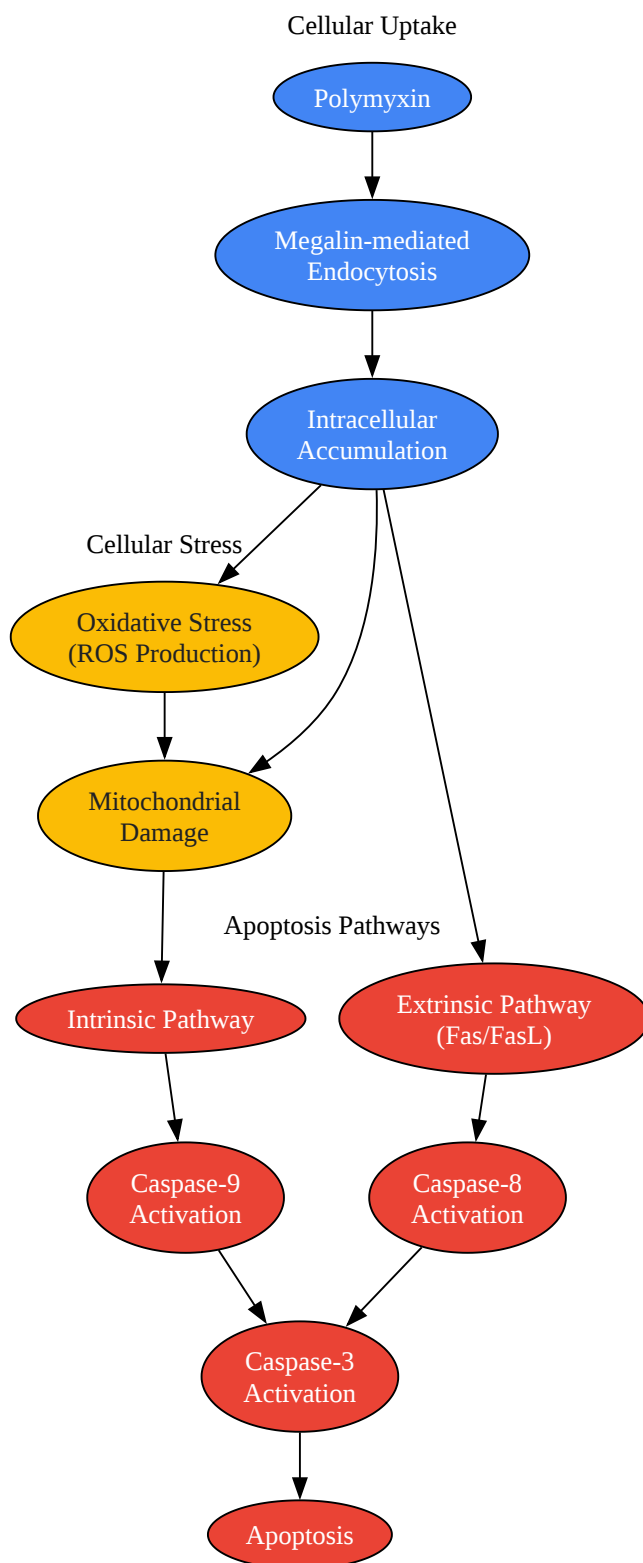 Cellular Uptake
Polymyxin
Megalin-mediated
Endocytosis
Intracellular
Accumulation
Cellular Stress
Oxidative Stress
(ROS Production)
Mitochondrial
Damage
Apoptosis Pathways
Intrinsic Pathway
Extrinsic Pathway
(Fas/FasL)
Caspase-9
Activation
Caspase-8
Activation
Caspase-3
Activation
Apoptosis